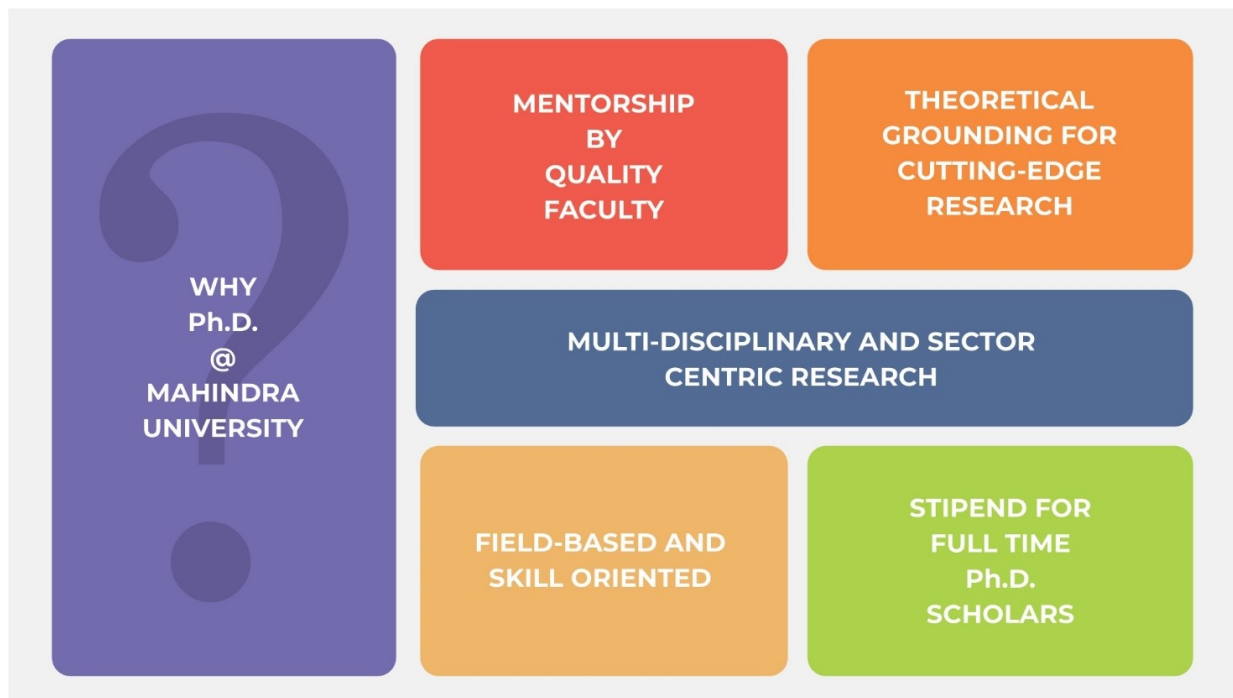 WHY
Ph.D.
@
MAHINDRA
UNIVERSITY
MENTORSHIP
BY
QUALITY
FACULTY
THEORETICAL
GROUNDING FOR
CUTTING-EDGE
RESEARCH
MULTI-DISCIPLINARY AND SECTOR
CENTRIC RESEARCH
FIELD-BASED AND
SKILL ORIENTED
STIPEND FOR
FULL TIME
Ph.D.
SCHOLARS